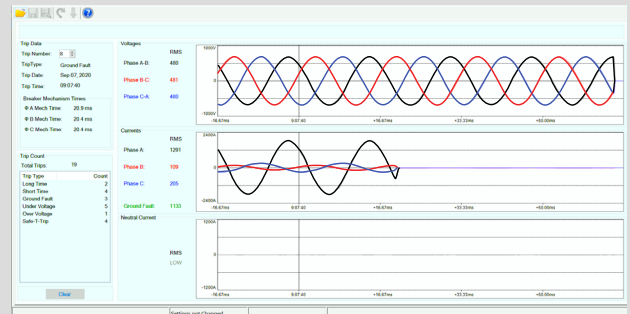 Trip Data
Trip Number: 8
TripType: Ground Fault
Trip Date: Sep 07, 2020
Trip Time: 09:07:40
Breaker Mechanism Times
Φ A Mech Time: 20.9 ms
Φ B Mech Time: 20.4 ms
Φ C Mech Time: 20.4 ms
Trip Count
Total Trips: 19
Trip Type Count
Long Time 2
Short Time 4
Ground Fault 3
Under Voltage 5
Over Voltage 1
Safe-T-Trip 4
Clear
Voltages
RMS
Phase A-B: 480
Phase B-C: 481
Phase C-A: 480
1000V
0
-1000V
-16.67ms 9:07:40 +16.67ms +33.33ms +50.00ms
Currents
RMS
Phase A: 1291
Phase B: 109
Phase C: 205
Ground Fault: 1133
2400A
0
-2400A
-16.67ms 9:07:40 +16.67ms +33.33ms +50.00ms
Neutral Current
RMS
LOW
1200A
0
-1200A
-16.67ms 9:07:40 +16.67ms +33.33ms +50.00ms
Settings not Changed